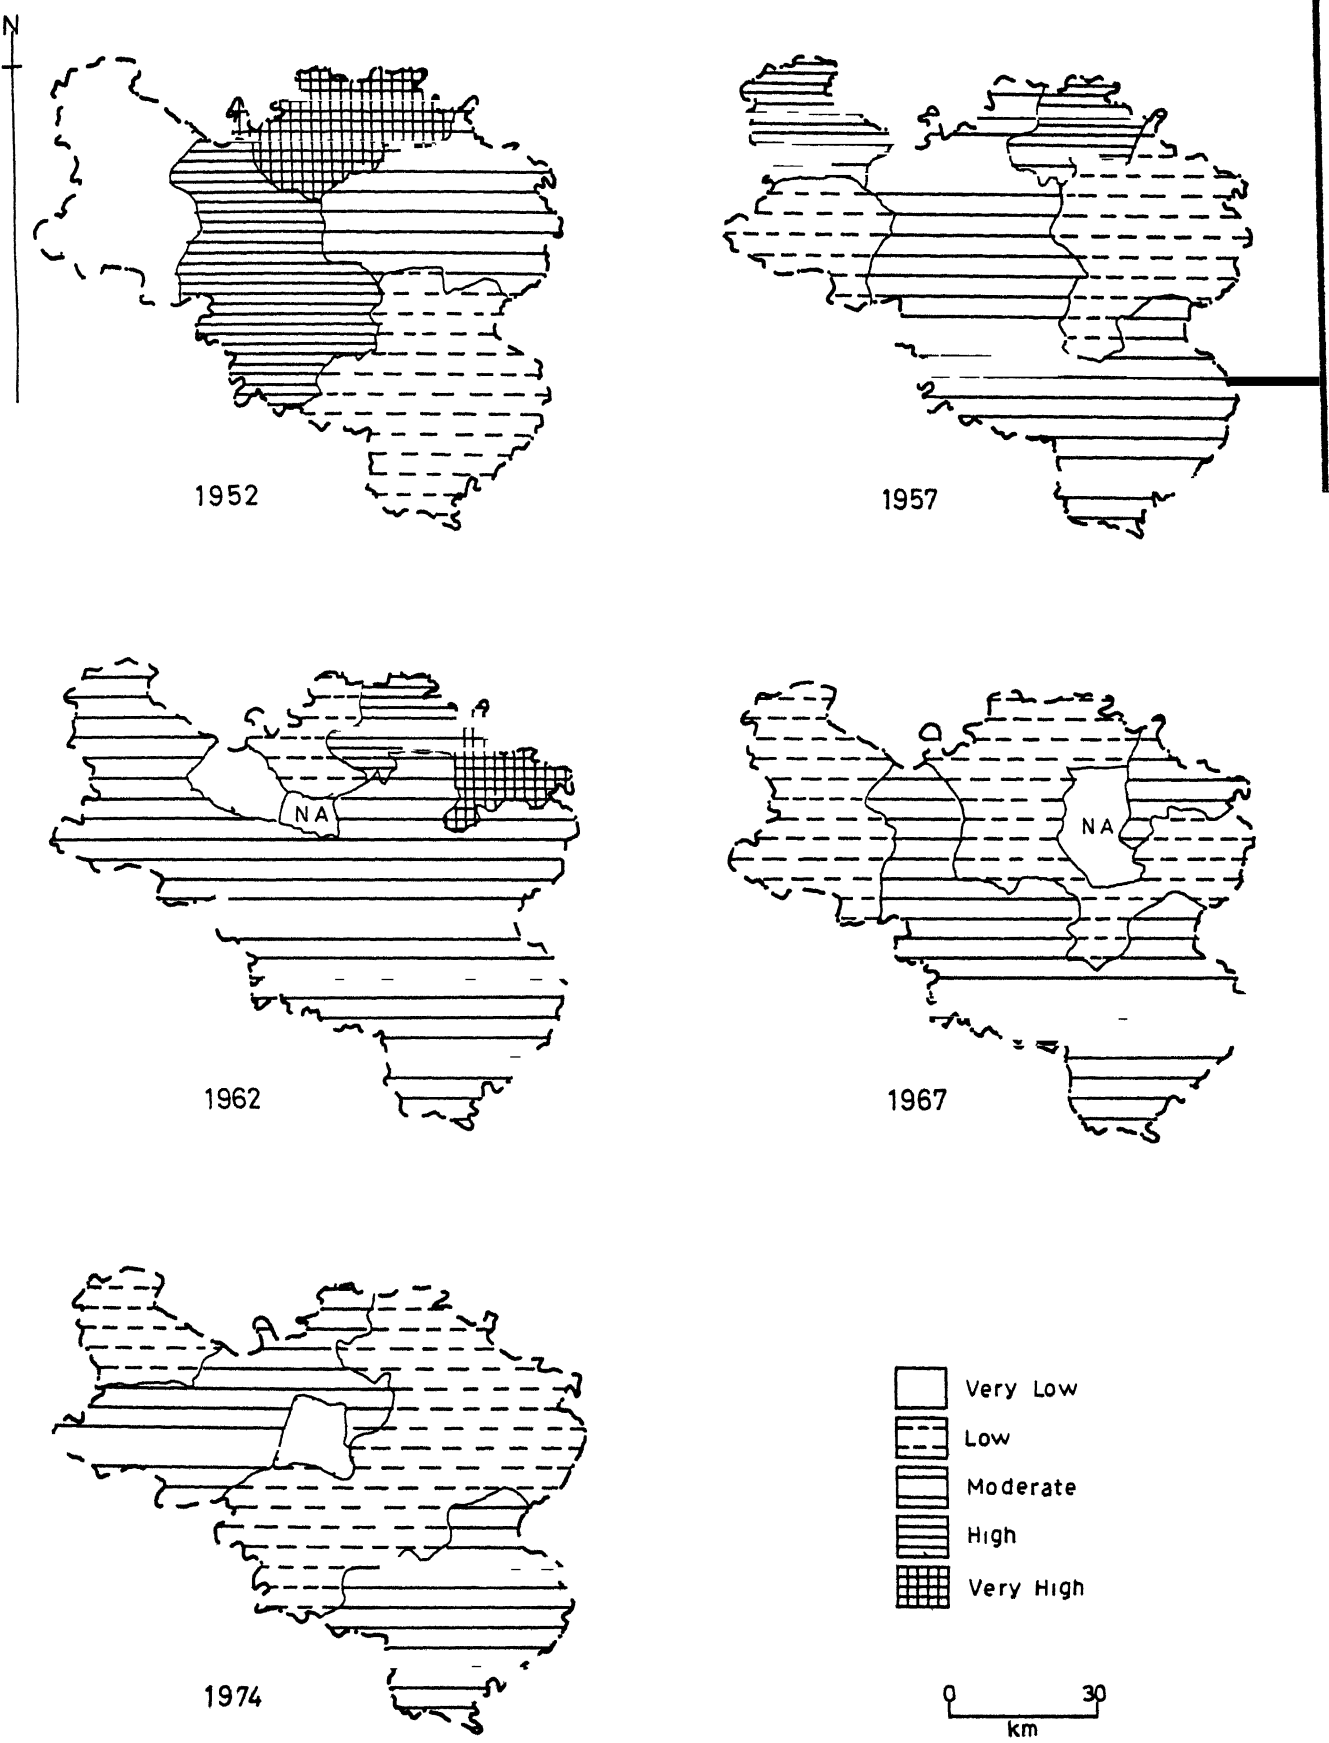 N
1952
1957
NA
1962
NA
1967
1974
Very Low
Low
Moderate
High
Very High
0 30
km